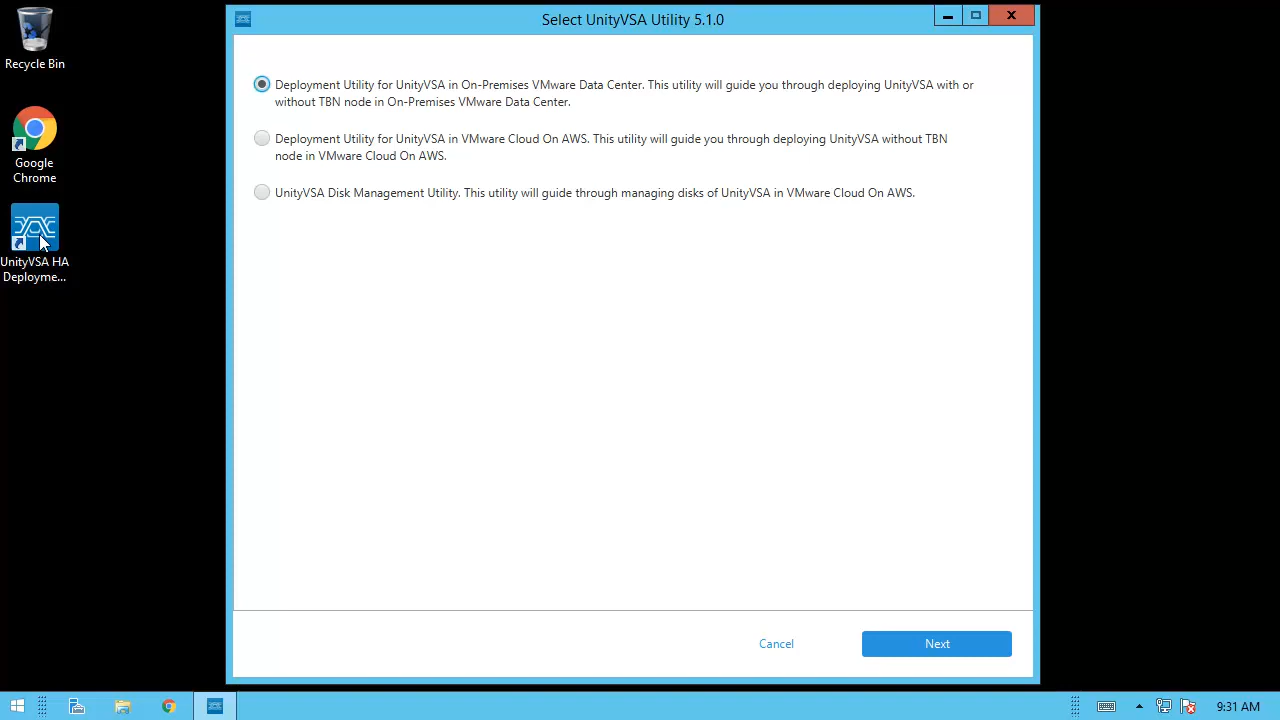 Select UnityVSA Utility 5.1.0
Recycle Bin
Google
Chrome
UnityVSA HA
Deployme...
Deployment Utility for UnityVSA in On-Premises VMware Data Center. This utility will guide you through deploying UnityVSA with or
without TBN node in On-Premises VMware Data Center.
Deployment Utility for UnityVSA in VMware Cloud On AWS. This utility will guide you through deploying UnityVSA without TBN
node in VMware Cloud On AWS.
UnityVSA Disk Management Utility. This utility will guide through managing disks of UnityVSA in VMware Cloud On AWS.
Cancel
Next
9:31 AM